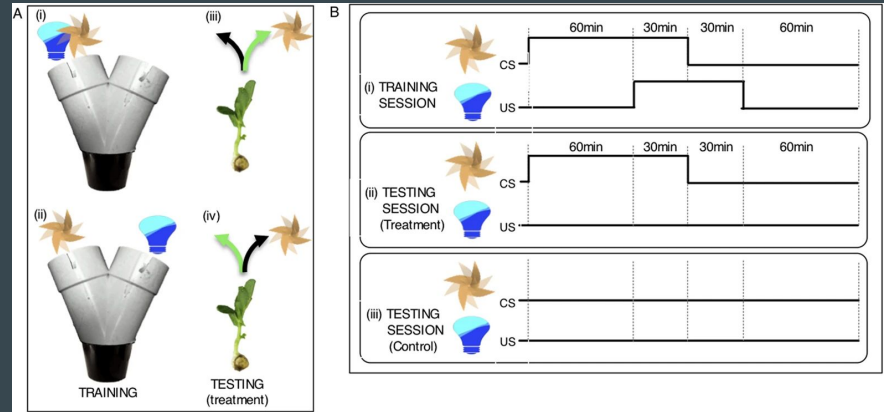 A
(i)
(iii)
(ii)
(iv)
TRAINING
TESTING
(treatment)
B
60min 30min 30min 60min
CS
(i) TRAINING
SESSION
US
60min 30min 30min 60min
CS
(ii) TESTING
SESSION
(Treatment)
US
CS
(iii) TESTING
SESSION
(Control)
US